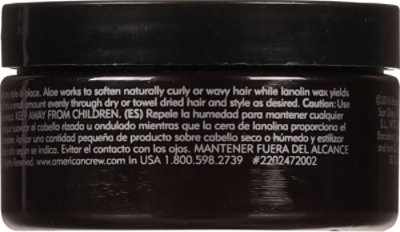 style in place. Aloe works to soften naturally curly or wavy hair while lanolin wax yields
amount evenly through dry or towel dried hair and style as desired. Caution: Use
contact. KEEP AWAY FROM CHILDREN. (ES) Repele la humedad para mantener cualquier
el cabello rizado u ondulado mientras que la cera de lanolina proporciona el
pequeña de producto sobre cabello seco o húmedo y estilizar
se indica. Evitar el contacto con los ojos. MANTENER FUERA DEL ALCANCE
www.americancrew.com In USA 1.800.598.2739 #2202472002